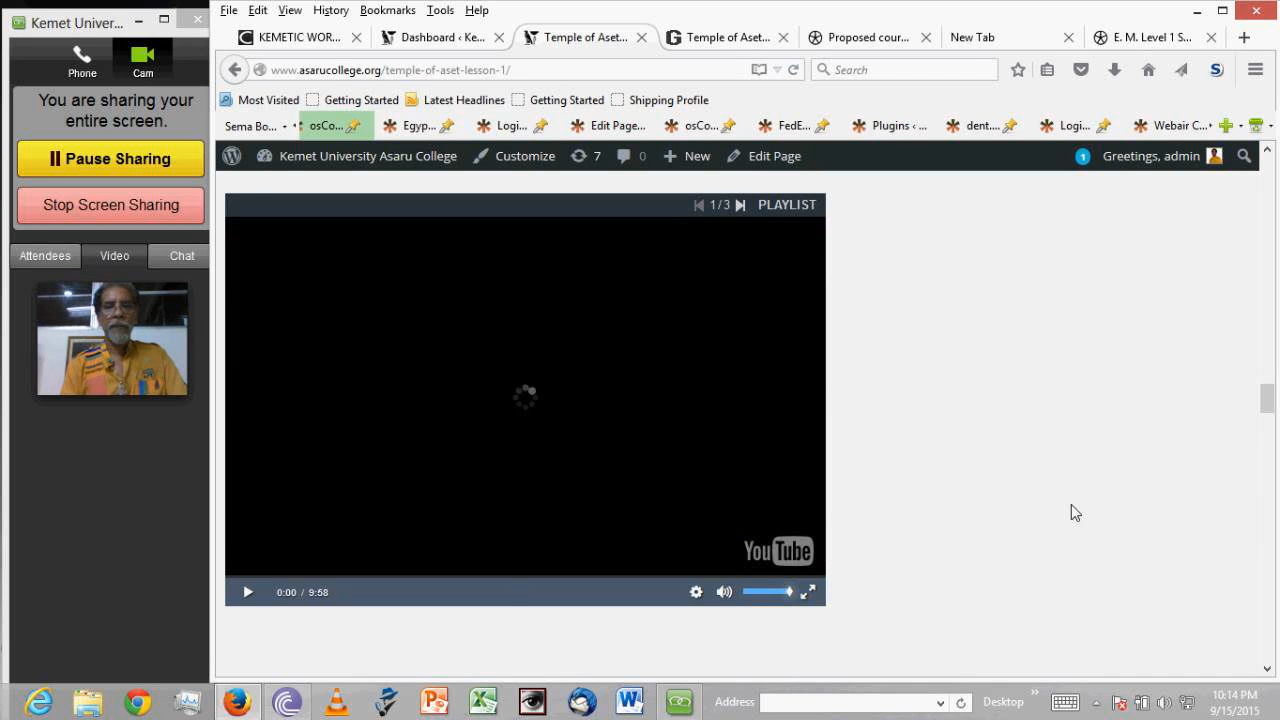 Kemet Univer...
Phone
Cam
You are sharing your
entire screen.
Pause Sharing
Stop Screen Sharing
Attendees
Video
Chat
File Edit View History Bookmarks Tools Help
KEMETIC WOR...
Dashboard ‹ Ke...
Temple of Aset...
Temple of Aset...
Proposed cour...
New Tab
E. M. Level 1 S...
www.asarucollege.org/temple-of-aset-lesson-1/
Search
Most Visited Getting Started Latest Headlines Getting Started Shipping Profile
Sema Bo...
osCo...
Egyp...
Logi...
Edit Page...
osCo...
FedE...
Plugins ‹ ...
dent....
Logi...
Webair C...
Kemet University Asaru College
Customize
7
0
New
Edit Page
1
Greetings, admin
1/3 PLAYLIST
YouTube
0:00 / 9:58
Address
Desktop
10:14 PM
9/15/2015